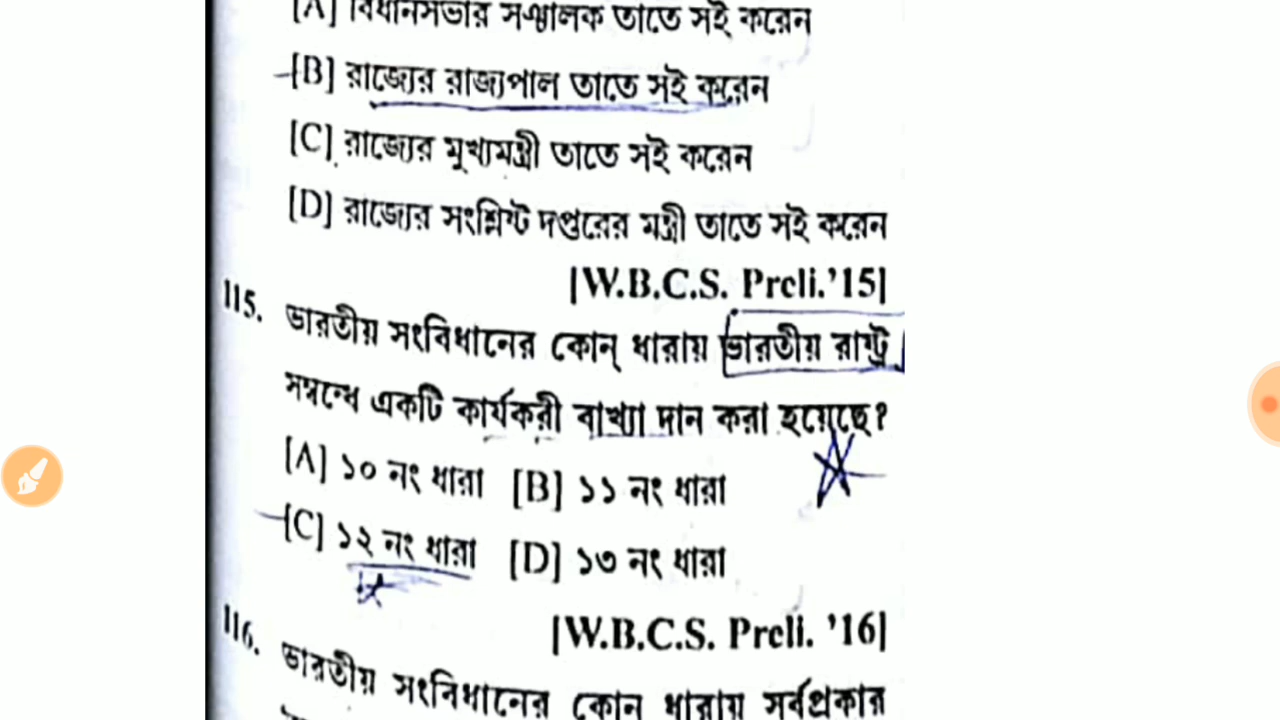 [A] বিধানসভার সঞ্চালক তাতে সই করেন
[B] রাজ্যের রাজ্যপাল তাতে সই করেন
[C] রাজ্যের মুখ্যমন্ত্রী তাতে সই করেন
[D] রাজ্যের সংশ্লিষ্ট দপ্তরের মন্ত্রী তাতে সই করেন
[W.B.C.S. Preli.'15]
115. ভারতীয় সংবিধানের কোন্ ধারায় ভারতীয় রাষ্ট্র
সম্বন্ধে একটি কার্যকরী বাখ্যা দান করা হয়েছে?
[A] ১০ নং ধারা [B] ১১ নং ধারা
[C] ১২ নং ধারা [D] ১৩ নং ধারা
[W.B.C.S. Preli. '16]
116. ভারতীয় সংবিধানের কোন ধারায় সর্বপ্রকার